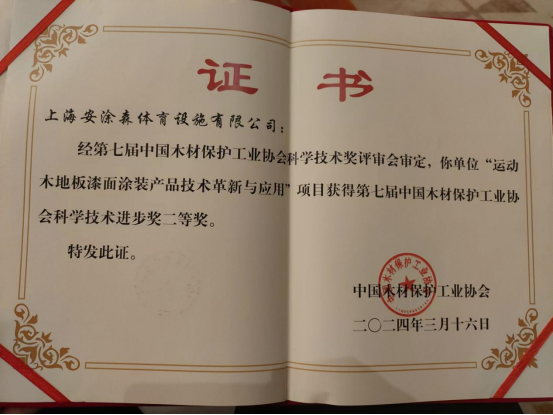 证书
上海安涂森体育设施有限公司：
经第七届中国木材保护工业协会科学技术奖评审会审定，你单位“运动
木地板漆面涂装产品技术革新与应用”项目获得第七届中国木材保护工业协
会科学技术进步奖二等奖。
特发此证。
中国木材保护工业协会
二〇二四年三月十六日